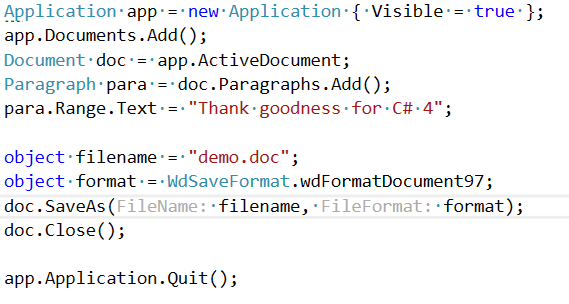 Application app = new Application { Visible = true };
app.Documents.Add();
Document doc = app.ActiveDocument;
Paragraph para = doc.Paragraphs.Add();
para.Range.Text = "Thank goodness for C# 4";
object filename = "demo.doc";
object format = WdSaveFormat.wdFormatDocument97;
doc.SaveAs(FileName: filename, FileFormat: format);
doc.Close();
app.Application.Quit();